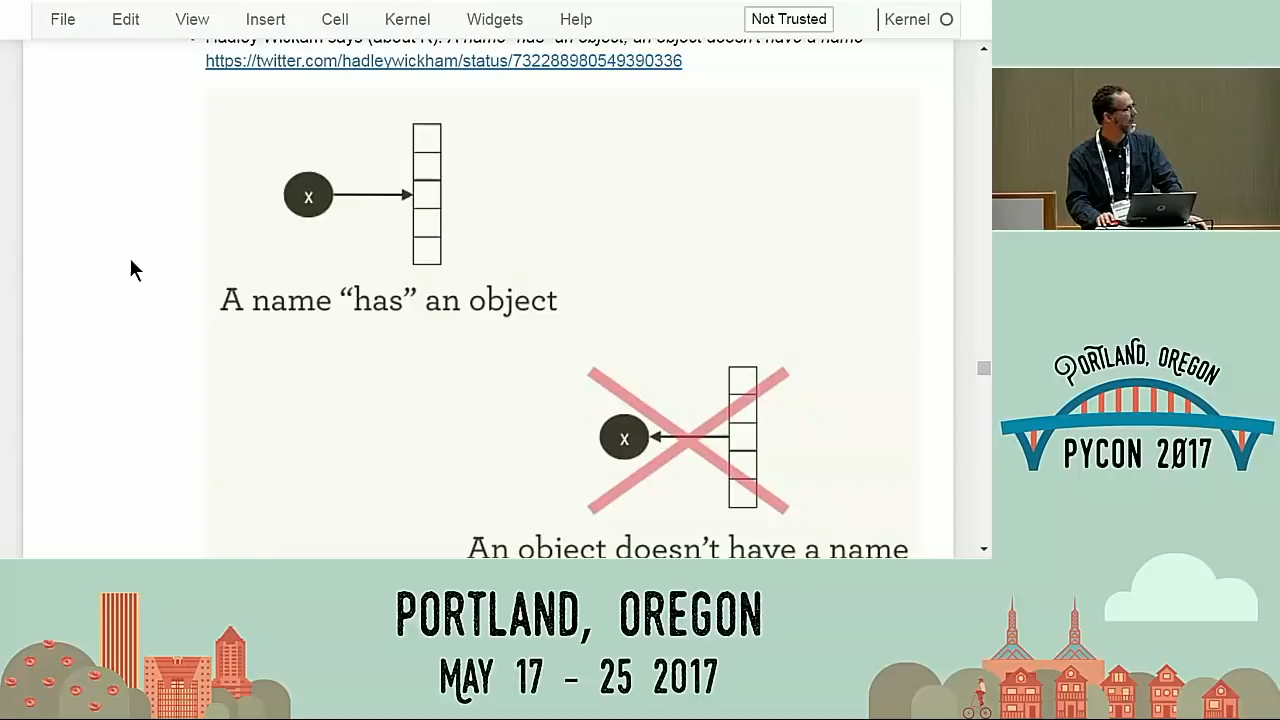 File Edit View Insert Cell Kernel Widgets Help Not Trusted Kernel
Hadley Wickham says (about R): A name "has" an object; an object doesn't have a name
https://twitter.com/hadleywickham/status/732288980549390336
x
A name “has” an object
x
An object doesn’t have a name
PORTLAND, OREGON
PYCON 2017
PORTLAND, OREGON
MAY 17 - 25 2017